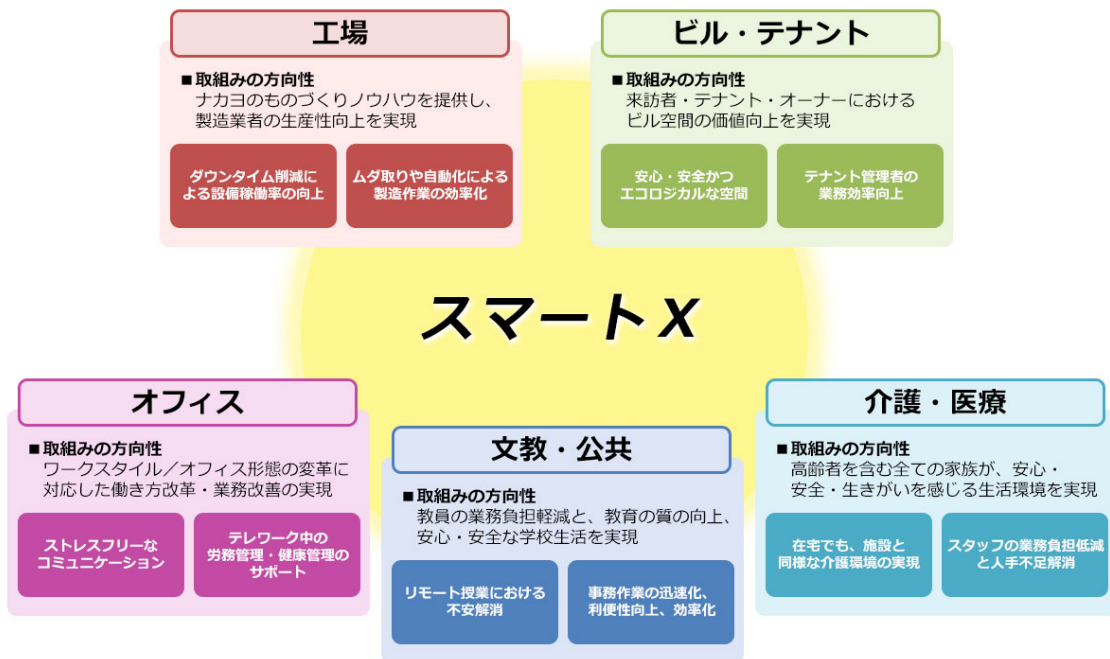 工場
■取組みの方向性
ナカヨのものづくりノウハウを提供し、
製造業者の生産性向上を実現
ダウンタイム削減に
よる設備稼働率の向上
ムダ取りや自動化による
製造作業の効率化
ビル・テナント
■取組みの方向性
来訪者・テナント・オーナーにおける
ビル空間の価値向上を実現
安心・安全かつ
エコロジカルな空間
テナント管理者の
業務効率向上
スマートX
オフィス
■取組みの方向性
ワークスタイル／オフィス形態の変革に
対応した働き方改革・業務改善の実現
ストレスフリーな
コミュニケーション
テレワーク中の
労務管理・健康管理の
サポート
文教・公共
■取組みの方向性
教員の業務負担軽減と、教育の質の向上、
安心・安全な学校生活を実現
リモート授業における
不安解消
事務作業の迅速化、
利便性向上、効率化
介護・医療
■取組みの方向性
高齢者を含む全ての家族が、安心・
安全・生きがいを感じる生活環境を実現
在宅でも、施設と
同様な介護環境の実現
スタッフの業務負担低減
と人手不足解消